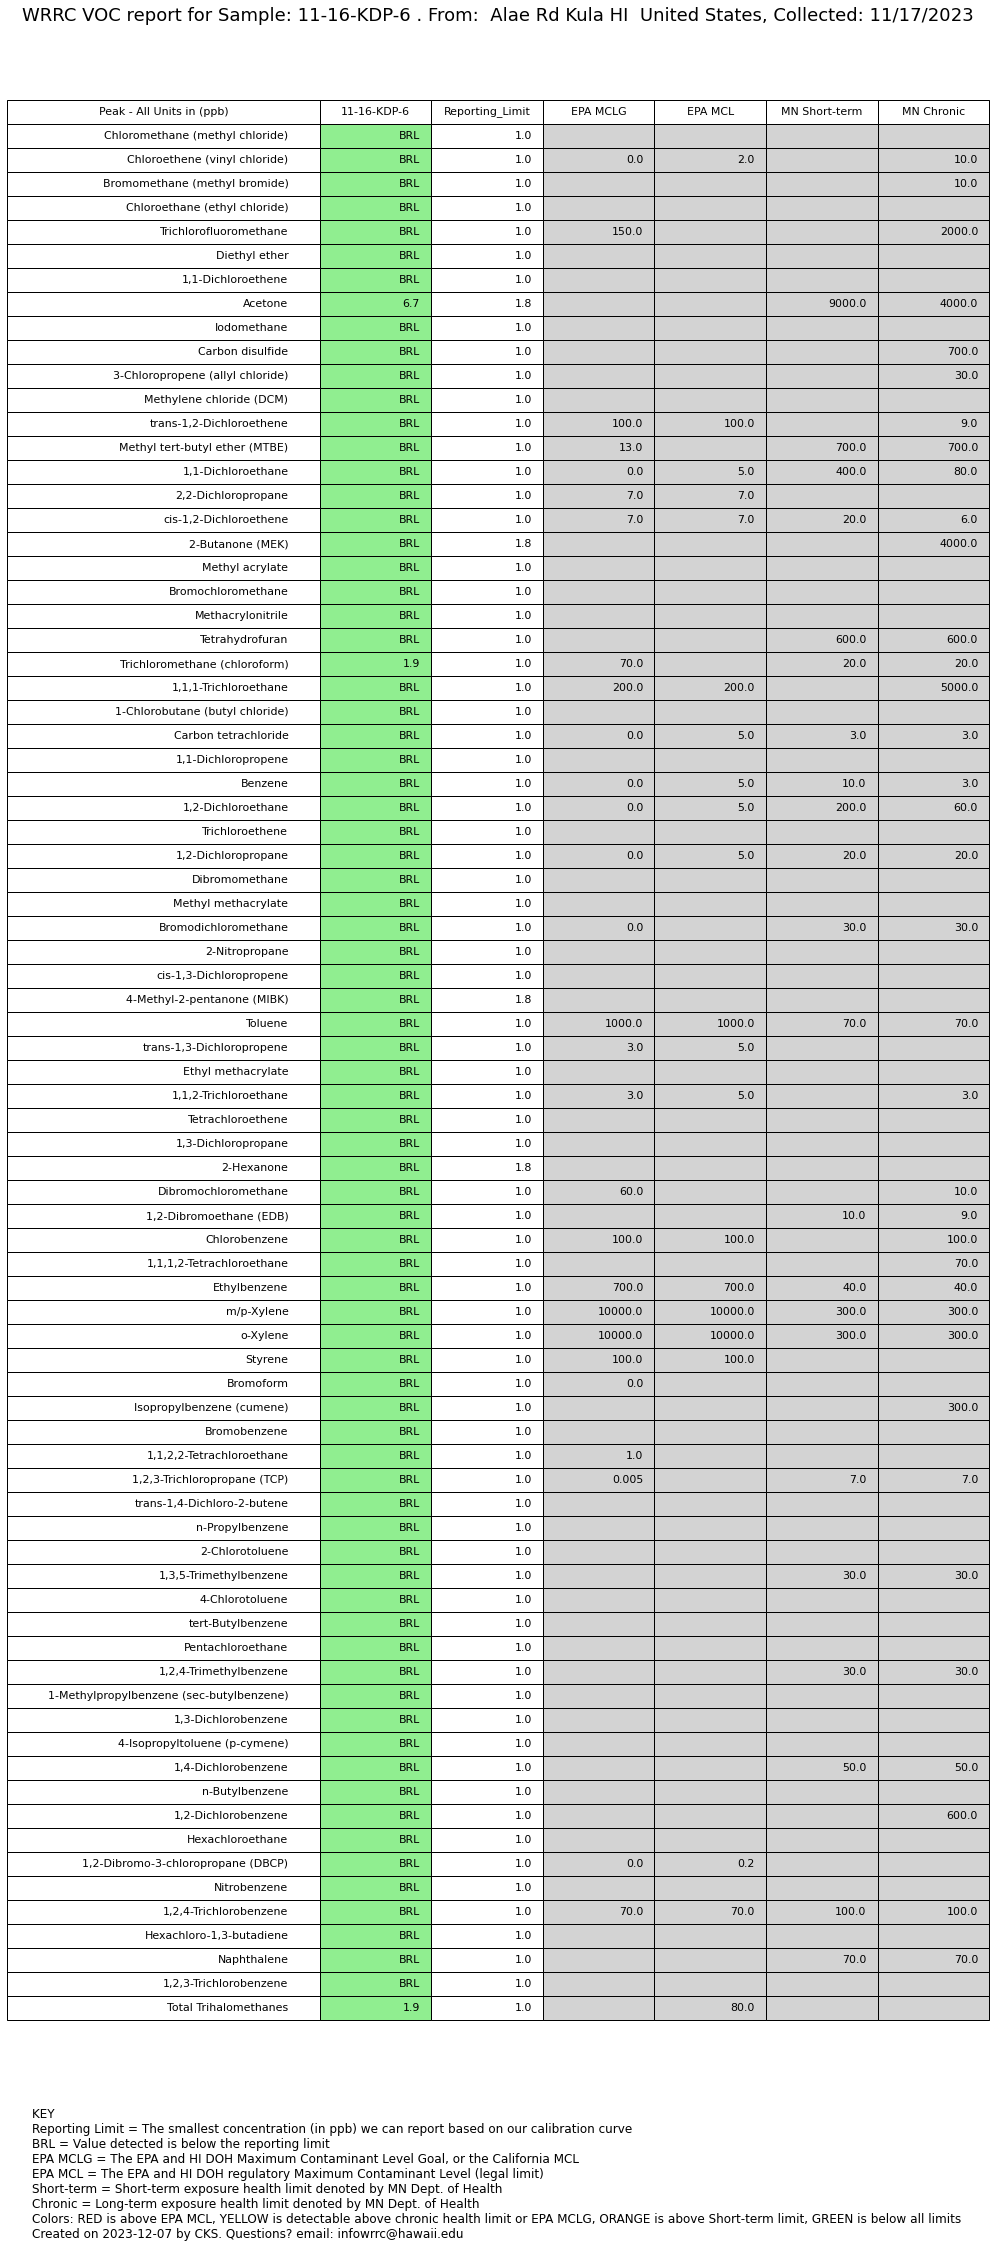 WRRC VOC report for Sample: 11-16-KDP-6 . From:  Alae Rd Kula HI  United States, Collected: 11/17/2023
Peak - All Units in (ppb) 11-16-KDP-6 Reporting_Limit EPA MCLG EPA MCL MN Short-term MN Chronic
Chloromethane (methyl chloride) BRL 1.0
Chloroethene (vinyl chloride) BRL 1.0 0.0 2.0 10.0
Bromomethane (methyl bromide) BRL 1.0 10.0
Chloroethane (ethyl chloride) BRL 1.0
Trichlorofluoromethane BRL 1.0 150.0 2000.0
Diethyl ether BRL 1.0
1,1-Dichloroethene BRL 1.0
Acetone 6.7 1.8 9000.0 4000.0
Iodomethane BRL 1.0
Carbon disulfide BRL 1.0 700.0
3-Chloropropene (allyl chloride) BRL 1.0 30.0
Methylene chloride (DCM) BRL 1.0
trans-1,2-Dichloroethene BRL 1.0 100.0 100.0 9.0
Methyl tert-butyl ether (MTBE) BRL 1.0 13.0 700.0 700.0
1,1-Dichloroethane BRL 1.0 0.0 5.0 400.0 80.0
2,2-Dichloropropane BRL 1.0 7.0 7.0
cis-1,2-Dichloroethene BRL 1.0 7.0 7.0 20.0 6.0
2-Butanone (MEK) BRL 1.8 4000.0
Methyl acrylate BRL 1.0
Bromochloromethane BRL 1.0
Methacrylonitrile BRL 1.0
Tetrahydrofuran BRL 1.0 600.0 600.0
Trichloromethane (chloroform) 1.9 1.0 70.0 20.0 20.0
1,1,1-Trichloroethane BRL 1.0 200.0 200.0 5000.0
1-Chlorobutane (butyl chloride) BRL 1.0
Carbon tetrachloride BRL 1.0 0.0 5.0 3.0 3.0
1,1-Dichloropropene BRL 1.0
Benzene BRL 1.0 0.0 5.0 10.0 3.0
1,2-Dichloroethane BRL 1.0 0.0 5.0 200.0 60.0
Trichloroethene BRL 1.0
1,2-Dichloropropane BRL 1.0 0.0 5.0 20.0 20.0
Dibromomethane BRL 1.0
Methyl methacrylate BRL 1.0
Bromodichloromethane BRL 1.0 0.0 30.0 30.0
2-Nitropropane BRL 1.0
cis-1,3-Dichloropropene BRL 1.0
4-Methyl-2-pentanone (MIBK) BRL 1.8
Toluene BRL 1.0 1000.0 1000.0 70.0 70.0
trans-1,3-Dichloropropene BRL 1.0 3.0 5.0
Ethyl methacrylate BRL 1.0
1,1,2-Trichloroethane BRL 1.0 3.0 5.0 3.0
Tetrachloroethene BRL 1.0
1,3-Dichloropropane BRL 1.0
2-Hexanone BRL 1.8
Dibromochloromethane BRL 1.0 60.0 10.0
1,2-Dibromoethane (EDB) BRL 1.0 10.0 9.0
Chlorobenzene BRL 1.0 100.0 100.0 100.0
1,1,1,2-Tetrachloroethane BRL 1.0 70.0
Ethylbenzene BRL 1.0 700.0 700.0 40.0 40.0
m/p-Xylene BRL 1.0 10000.0 10000.0 300.0 300.0
o-Xylene BRL 1.0 10000.0 10000.0 300.0 300.0
Styrene BRL 1.0 100.0 100.0
Bromoform BRL 1.0 0.0
Isopropylbenzene (cumene) BRL 1.0 300.0
Bromobenzene BRL 1.0
1,1,2,2-Tetrachloroethane BRL 1.0 1.0
1,2,3-Trichloropropane (TCP) BRL 1.0 0.005 7.0 7.0
trans-1,4-Dichloro-2-butene BRL 1.0
n-Propylbenzene BRL 1.0
2-Chlorotoluene BRL 1.0
1,3,5-Trimethylbenzene BRL 1.0 30.0 30.0
4-Chlorotoluene BRL 1.0
tert-Butylbenzene BRL 1.0
Pentachloroethane BRL 1.0
1,2,4-Trimethylbenzene BRL 1.0 30.0 30.0
1-Methylpropylbenzene (sec-butylbenzene) BRL 1.0
1,3-Dichlorobenzene BRL 1.0
4-Isopropyltoluene (p-cymene) BRL 1.0
1,4-Dichlorobenzene BRL 1.0 50.0 50.0
n-Butylbenzene BRL 1.0
1,2-Dichlorobenzene BRL 1.0 600.0
Hexachloroethane BRL 1.0
1,2-Dibromo-3-chloropropane (DBCP) BRL 1.0 0.0 0.2
Nitrobenzene BRL 1.0
1,2,4-Trichlorobenzene BRL 1.0 70.0 70.0 100.0 100.0
Hexachloro-1,3-butadiene BRL 1.0
Naphthalene BRL 1.0 70.0 70.0
1,2,3-Trichlorobenzene BRL 1.0
Total Trihalomethanes 1.9 1.0 80.0
KEY
Reporting Limit = The smallest concentration (in ppb) we can report based on our calibration curve
BRL = Value detected is below the reporting limit
EPA MCLG = The EPA and HI DOH Maximum Contaminant Level Goal, or the California MCL
EPA MCL = The EPA and HI DOH regulatory Maximum Contaminant Level (legal limit)
Short-term = Short-term exposure health limit denoted by MN Dept. of Health
Chronic = Long-term exposure health limit denoted by MN Dept. of Health
Colors: RED is above EPA MCL, YELLOW is detectable above chronic health limit or EPA MCLG, ORANGE is above Short-term limit, GREEN is below all limits
Created on 2023-12-07 by CKS. Questions? email: infowrrc@hawaii.edu